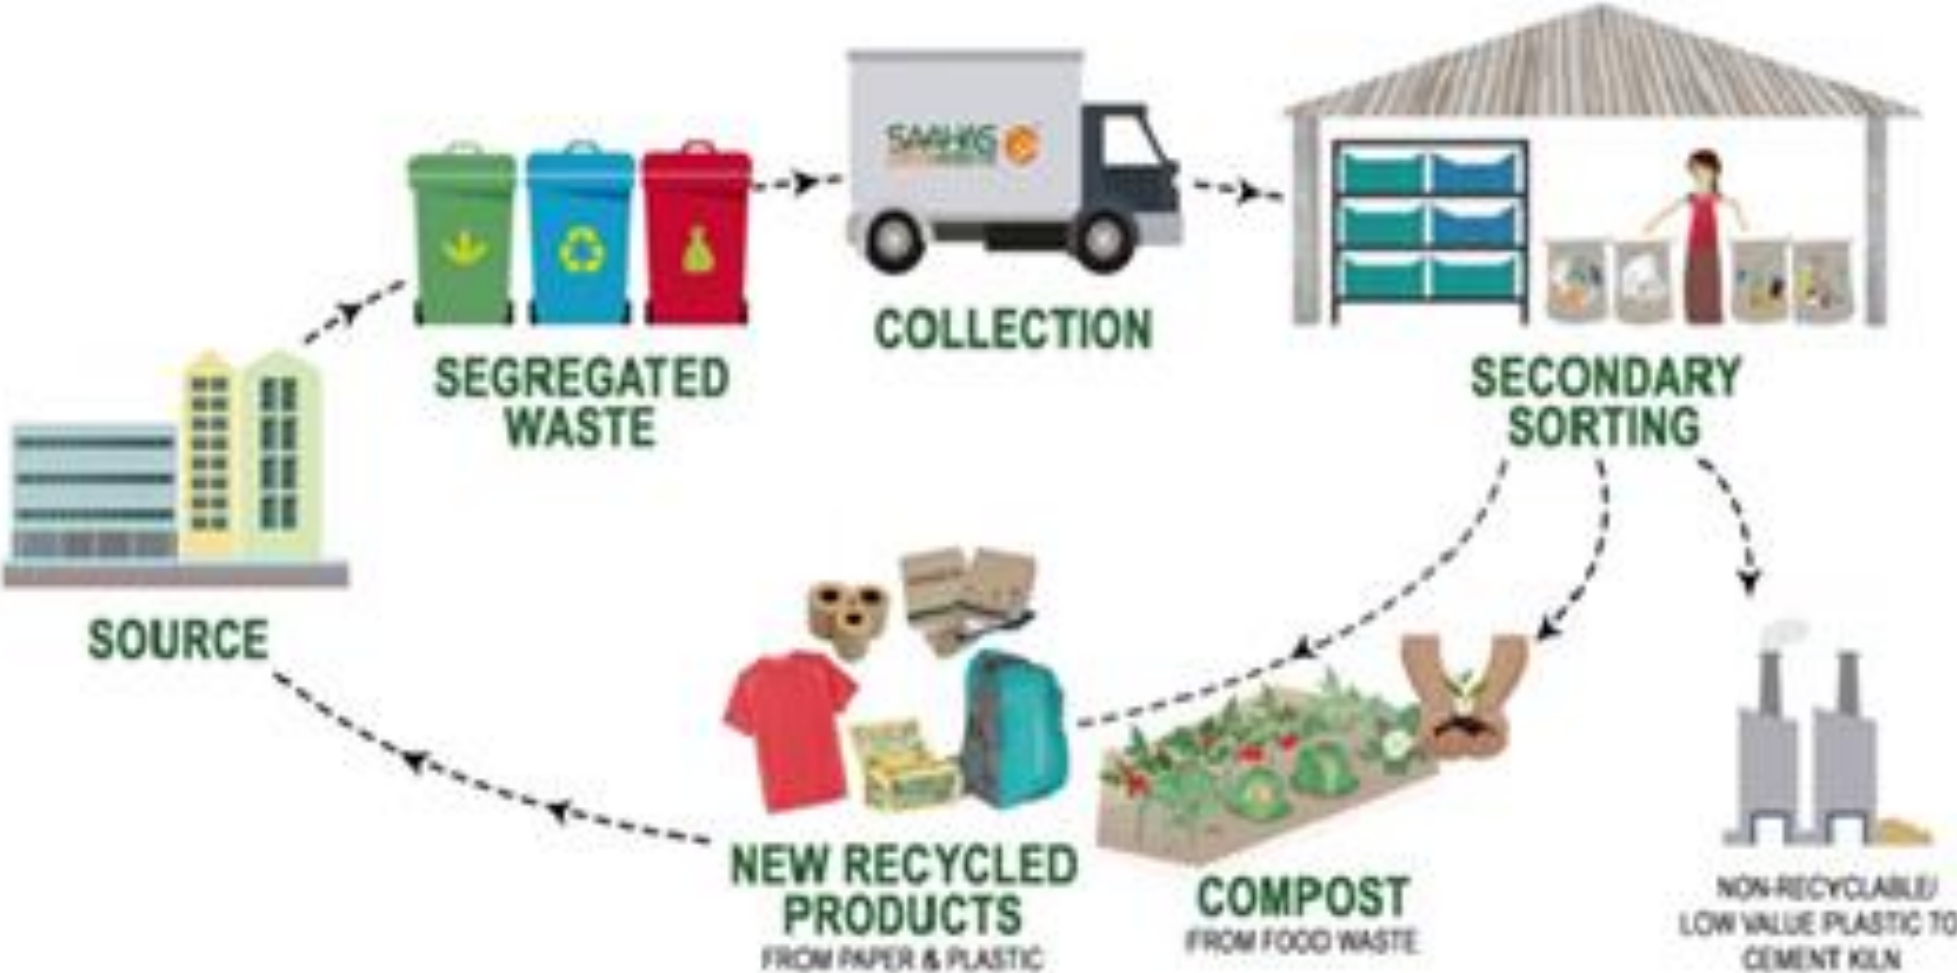 SAAHAS
COLLECTION
SEGREGATED
WASTE
SECONDARY
SORTING
SOURCE
NEW RECYCLED
PRODUCTS
FROM PAPER & PLASTIC
COMPOST
FROM FOOD WASTE
NON-RECYCLABLE/
LOW VALUE PLASTIC TO
CEMENT KILN